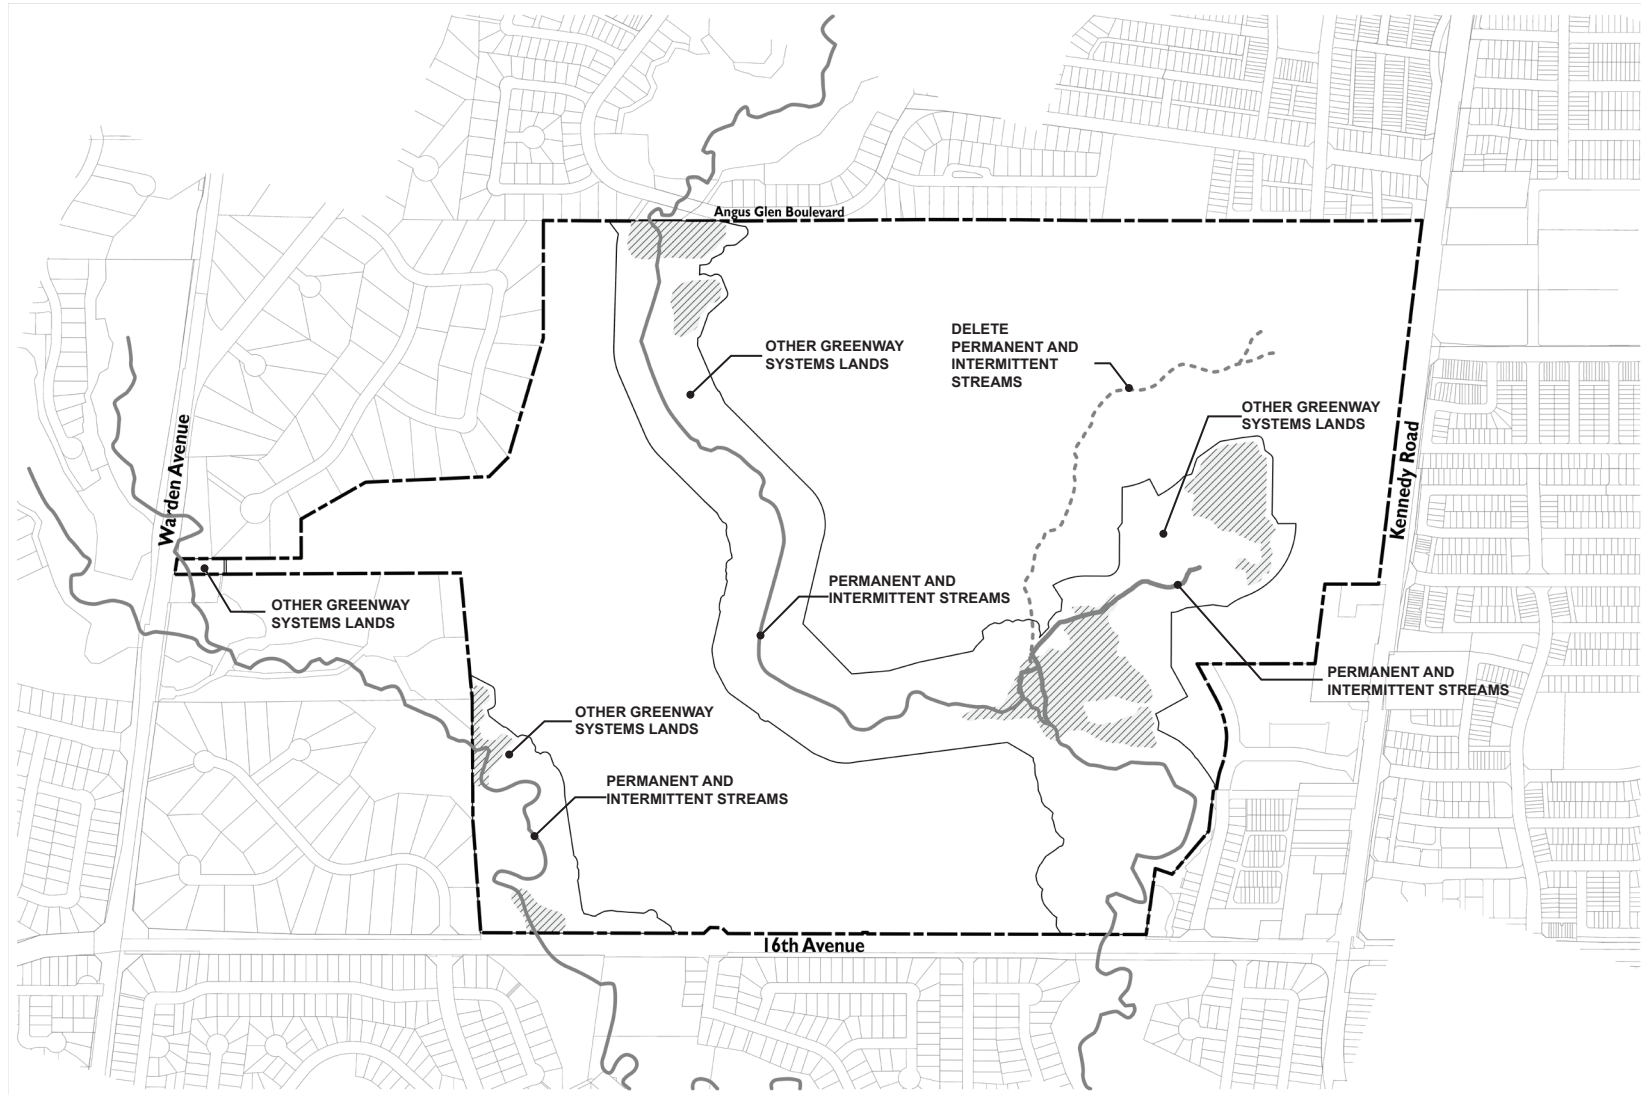 Angus Glen Boulevard
DELETE
PERMANENT AND
INTERMITTENT
STREAMS
OTHER GREENWAY
SYSTEMS LANDS
OTHER GREENWAY
SYSTEMS LANDS
Warden Avenue
Kennedy Road
PERMANENT AND
INTERMITTENT STREAMS
OTHER GREENWAY
SYSTEMS LANDS
PERMANENT AND
INTERMITTENT STREAMS
OTHER GREENWAY
SYSTEMS LANDS
PERMANENT AND
INTERMITTENT STREAMS
16th Avenue